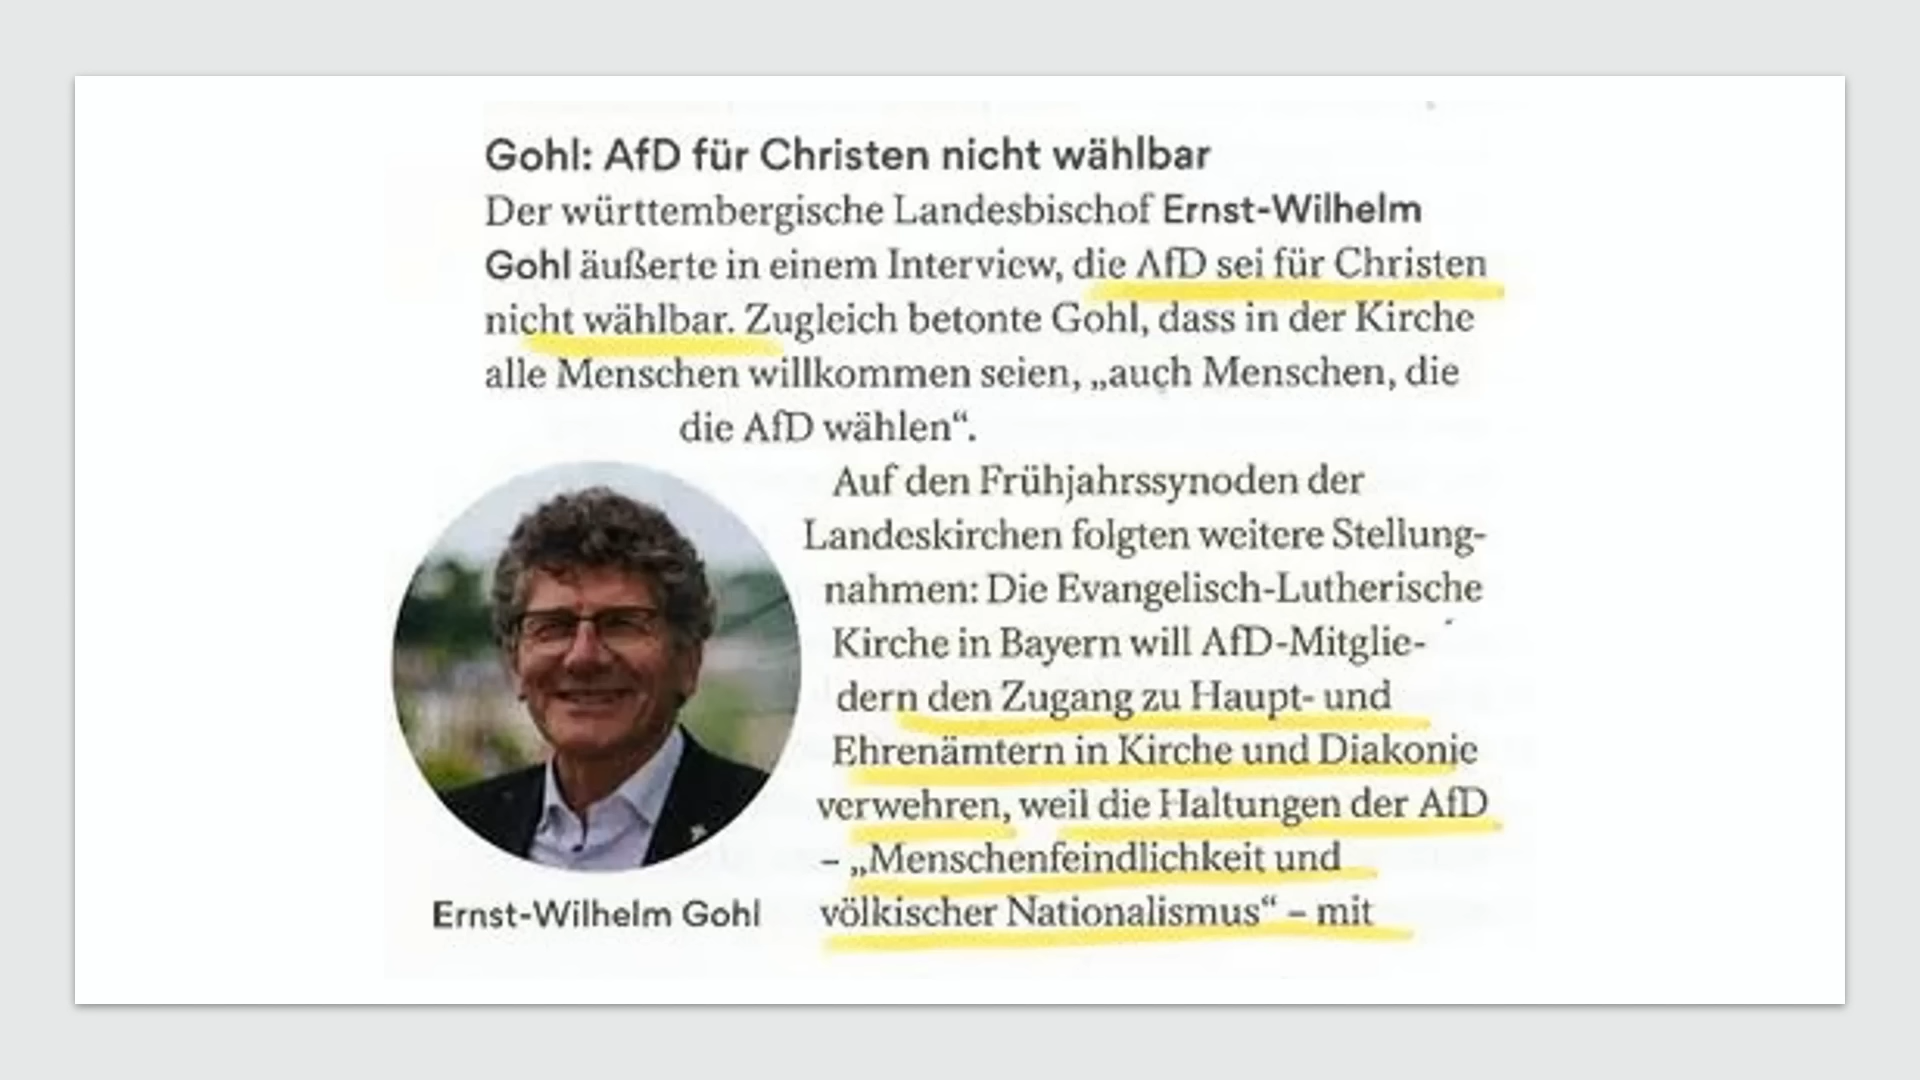 Gohl: AfD für Christen nicht wählbar
Der württembergische Landesbischof Ernst-Wilhelm
Gohl äußerte in einem Interview, die AfD sei für Christen
nicht wählbar. Zugleich betonte Gohl, dass in der Kirche
alle Menschen willkommen seien, „auch Menschen, die
die AfD wählen“.
Auf den Frühjahrssynoden der
Landeskirchen folgten weitere Stellung-
nahmen: Die Evangelisch-Lutherische
Kirche in Bayern will AfD-Mitglie-
dern den Zugang zu Haupt- und
Ehrenämtern in Kirche und Diakonie
verwehren, weil die Haltungen der AfD
– „Menschenfeindlichkeit und
völkischer Nationalismus“ – mit
Ernst-Wilhelm Gohl